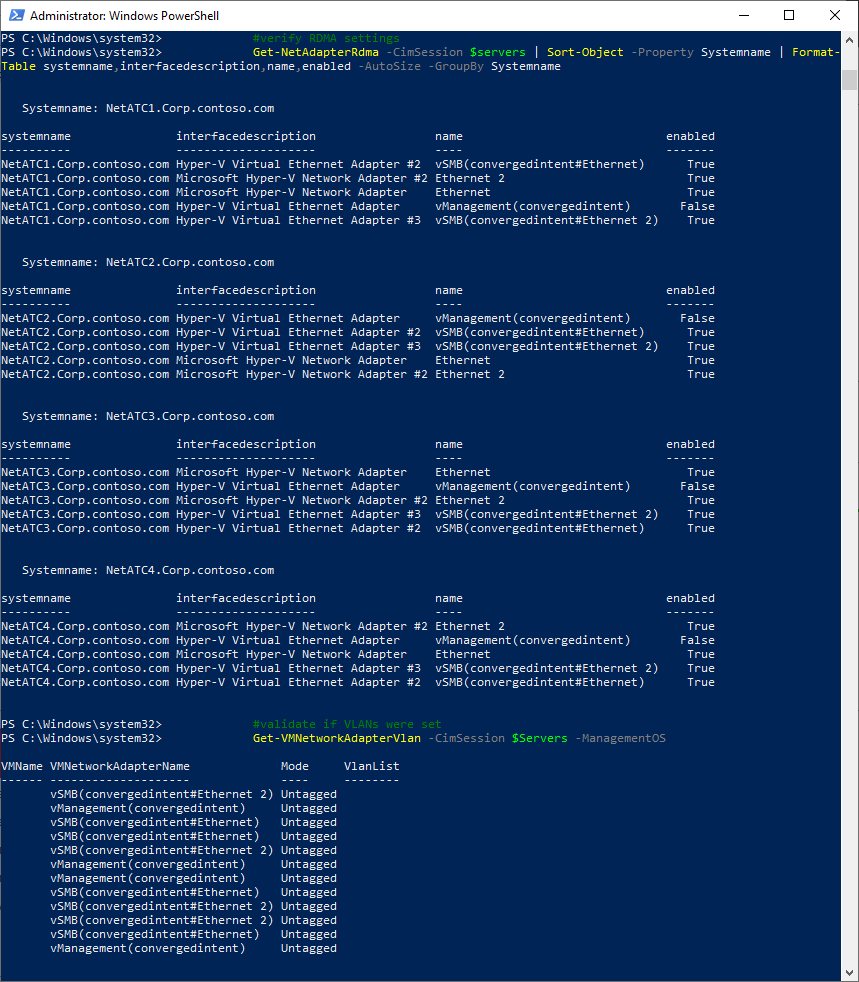 Administrator: Windows PowerShell
PS C:\Windows\system32>             #verify RDMA settings
PS C:\Windows\system32>             Get-NetAdapterRdma -CimSession $servers | Sort-Object -Property Systemname | Format-
Table systemname,interfacedescription,name,enabled -AutoSize -GroupBy Systemname
   Systemname: NetATC1.Corp.contoso.com
systemname               interfacedescription                 name                             enabled
----------               --------------------                 ----                             -------
NetATC1.Corp.contoso.com Hyper-V Virtual Ethernet Adapter #2  vSMB(convergedintent#Ethernet)      True
NetATC1.Corp.contoso.com Microsoft Hyper-V Network Adapter #2 Ethernet 2                          True
NetATC1.Corp.contoso.com Microsoft Hyper-V Network Adapter    Ethernet                            True
NetATC1.Corp.contoso.com Hyper-V Virtual Ethernet Adapter     vManagement(convergedintent)       False
NetATC1.Corp.contoso.com Hyper-V Virtual Ethernet Adapter #3  vSMB(convergedintent#Ethernet 2)    True
   Systemname: NetATC2.Corp.contoso.com
systemname               interfacedescription                 name                             enabled
----------               --------------------                 ----                             -------
NetATC2.Corp.contoso.com Hyper-V Virtual Ethernet Adapter     vManagement(convergedintent)       False
NetATC2.Corp.contoso.com Hyper-V Virtual Ethernet Adapter #2  vSMB(convergedintent#Ethernet)      True
NetATC2.Corp.contoso.com Hyper-V Virtual Ethernet Adapter #3  vSMB(convergedintent#Ethernet 2)    True
NetATC2.Corp.contoso.com Microsoft Hyper-V Network Adapter    Ethernet                            True
NetATC2.Corp.contoso.com Microsoft Hyper-V Network Adapter #2 Ethernet 2                          True
   Systemname: NetATC3.Corp.contoso.com
systemname               interfacedescription                 name                             enabled
----------               --------------------                 ----                             -------
NetATC3.Corp.contoso.com Microsoft Hyper-V Network Adapter    Ethernet                            True
NetATC3.Corp.contoso.com Hyper-V Virtual Ethernet Adapter     vManagement(convergedintent)       False
NetATC3.Corp.contoso.com Microsoft Hyper-V Network Adapter #2 Ethernet 2                          True
NetATC3.Corp.contoso.com Hyper-V Virtual Ethernet Adapter #3  vSMB(convergedintent#Ethernet 2)    True
NetATC3.Corp.contoso.com Hyper-V Virtual Ethernet Adapter #2  vSMB(convergedintent#Ethernet)      True
   Systemname: NetATC4.Corp.contoso.com
systemname               interfacedescription                 name                             enabled
----------               --------------------                 ----                             -------
NetATC4.Corp.contoso.com Microsoft Hyper-V Network Adapter #2 Ethernet 2                          True
NetATC4.Corp.contoso.com Hyper-V Virtual Ethernet Adapter     vManagement(convergedintent)       False
NetATC4.Corp.contoso.com Microsoft Hyper-V Network Adapter    Ethernet                            True
NetATC4.Corp.contoso.com Hyper-V Virtual Ethernet Adapter #3  vSMB(convergedintent#Ethernet 2)    True
NetATC4.Corp.contoso.com Hyper-V Virtual Ethernet Adapter #2  vSMB(convergedintent#Ethernet)      True
PS C:\Windows\system32>             #validate if VLANs were set
PS C:\Windows\system32>             Get-VMNetworkAdapterVlan -CimSession $Servers -ManagementOS
VMName VMNetworkAdapterName             Mode     VlanList
------ --------------------             ----     --------
       vSMB(convergedintent#Ethernet 2) Untagged
       vManagement(convergedintent)     Untagged
       vSMB(convergedintent#Ethernet)   Untagged
       vSMB(convergedintent#Ethernet)   Untagged
       vSMB(convergedintent#Ethernet 2) Untagged
       vManagement(convergedintent)     Untagged
       vManagement(convergedintent)     Untagged
       vSMB(convergedintent#Ethernet)   Untagged
       vSMB(convergedintent#Ethernet 2) Untagged
       vSMB(convergedintent#Ethernet 2) Untagged
       vSMB(convergedintent#Ethernet)   Untagged
       vManagement(convergedintent)     Untagged